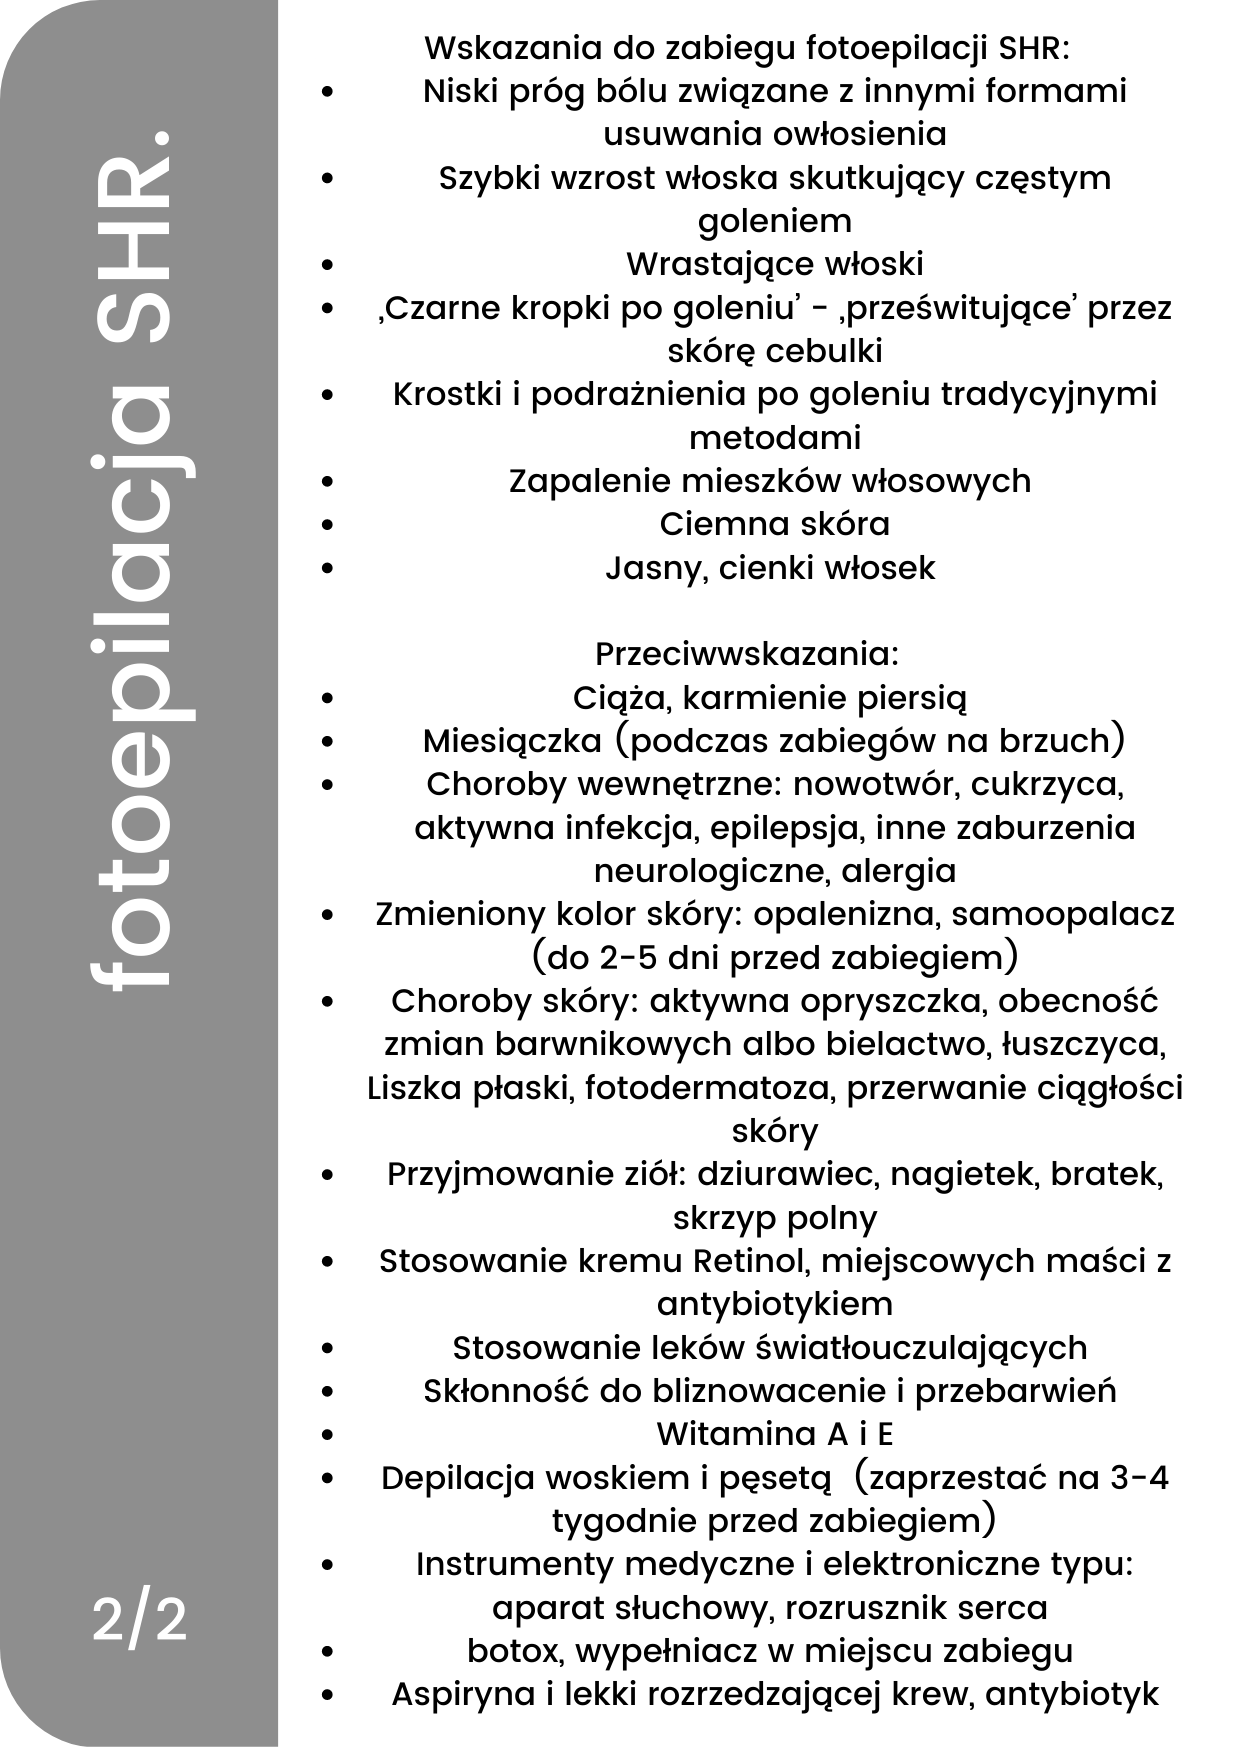 fotoepilacja SHR.
2/2
Wskazania do zabiegu fotoepilacji SHR:
• Niski próg bólu związane z innymi formami
usuwania owłosienia
• Szybki wzrost włoska skutkujący częstym
goleniem
• Wrastające włoski
• ‚Czarne kropki po goleniu’ - ‚prześwitujące’ przez
skórę cebulki
• Krostki i podrażnienia po goleniu tradycyjnymi
metodami
• Zapalenie mieszków włosowych
• Ciemna skóra
• Jasny, cienki włosek
Przeciwwskazania:
• Ciąża, karmienie piersią
• Miesiączka (podczas zabiegów na brzuch)
• Choroby wewnętrzne: nowotwór, cukrzyca,
aktywna infekcja, epilepsja, inne zaburzenia
neurologiczne, alergia
• Zmieniony kolor skóry: opalenizna, samoopalacz
(do 2-5 dni przed zabiegiem)
• Choroby skóry: aktywna opryszczka, obecność
zmian barwnikowych albo bielactwo, łuszczyca,
Liszka płaski, fotodermatoza, przerwanie ciągłości
skóry
• Przyjmowanie ziół: dziurawiec, nagietek, bratek,
skrzyp polny
• Stosowanie kremu Retinol, miejscowych maści z
antybiotykiem
• Stosowanie leków światłouczulających
• Skłonność do bliznowacenie i przebarwień
• Witamina A i E
• Depilacja woskiem i pęsetą (zaprzestać na 3-4
tygodnie przed zabiegiem)
• Instrumenty medyczne i elektroniczne typu:
aparat słuchowy, rozrusznik serca
• botox, wypełniacz w miejscu zabiegu
• Aspiryna i lekki rozrzedzającej krew, antybiotyk